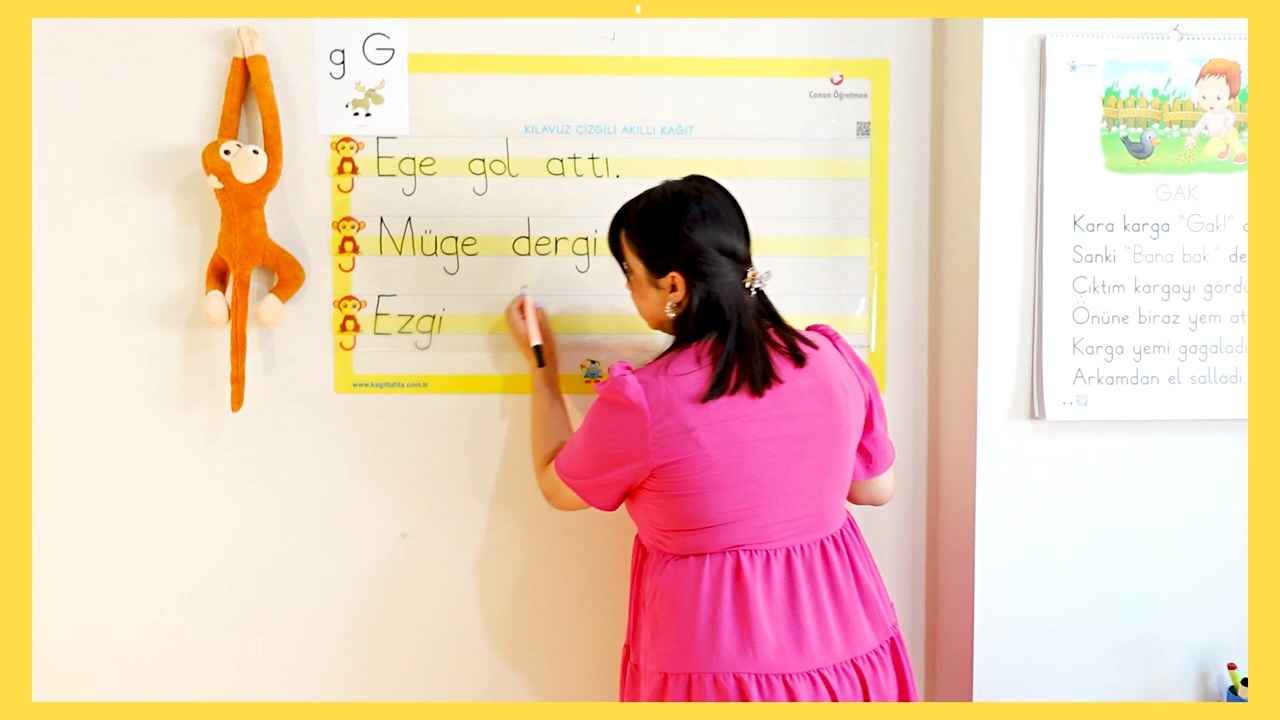 g G
Canan Öğretmen
KILAVUZ ÇİZGİLİ AKILLI KAĞIT
Ege gol attı.
Müge dergi
Ezgi
www.kagittahta.com.tr
GAK
Kara karga "Gak!"
Sanki "Bana bak" de
Çıktım kargayı gördü
Önüne biraz yem at
Karga yemi gagaladı
Arkamdan el salladı.